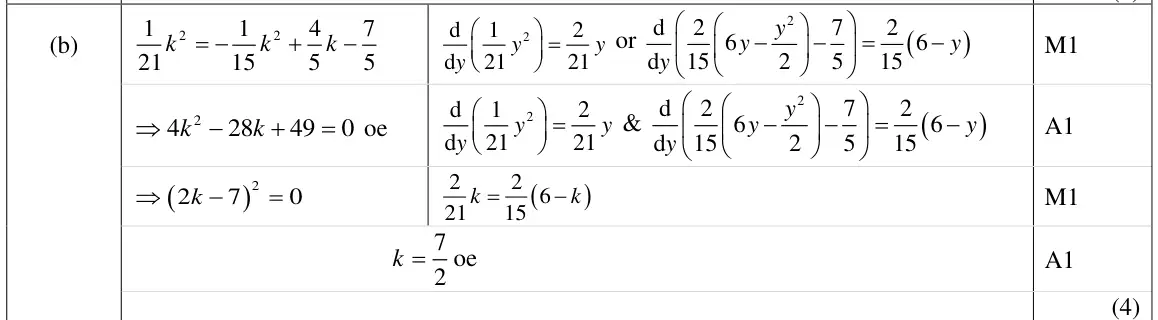 (b) 1/21 k² = −1/15 k² + 4/5 k − 7/5 d/dy (1/21 y²) = 2/21 y or d/dy (2/15 (6y − y²/2) − 7/5) = 2/15 (6 − y) M1
⇒ 4k² − 28k + 49 = 0 oe d/dy (1/21 y²) = 2/21 y & d/dy (2/15 (6y − y²/2) − 7/5) = 2/15 (6 − y) A1
⇒ (2k − 7)² = 0 2/21 k = 2/15 (6 − k) M1
k = 7/2 oe A1
(4)